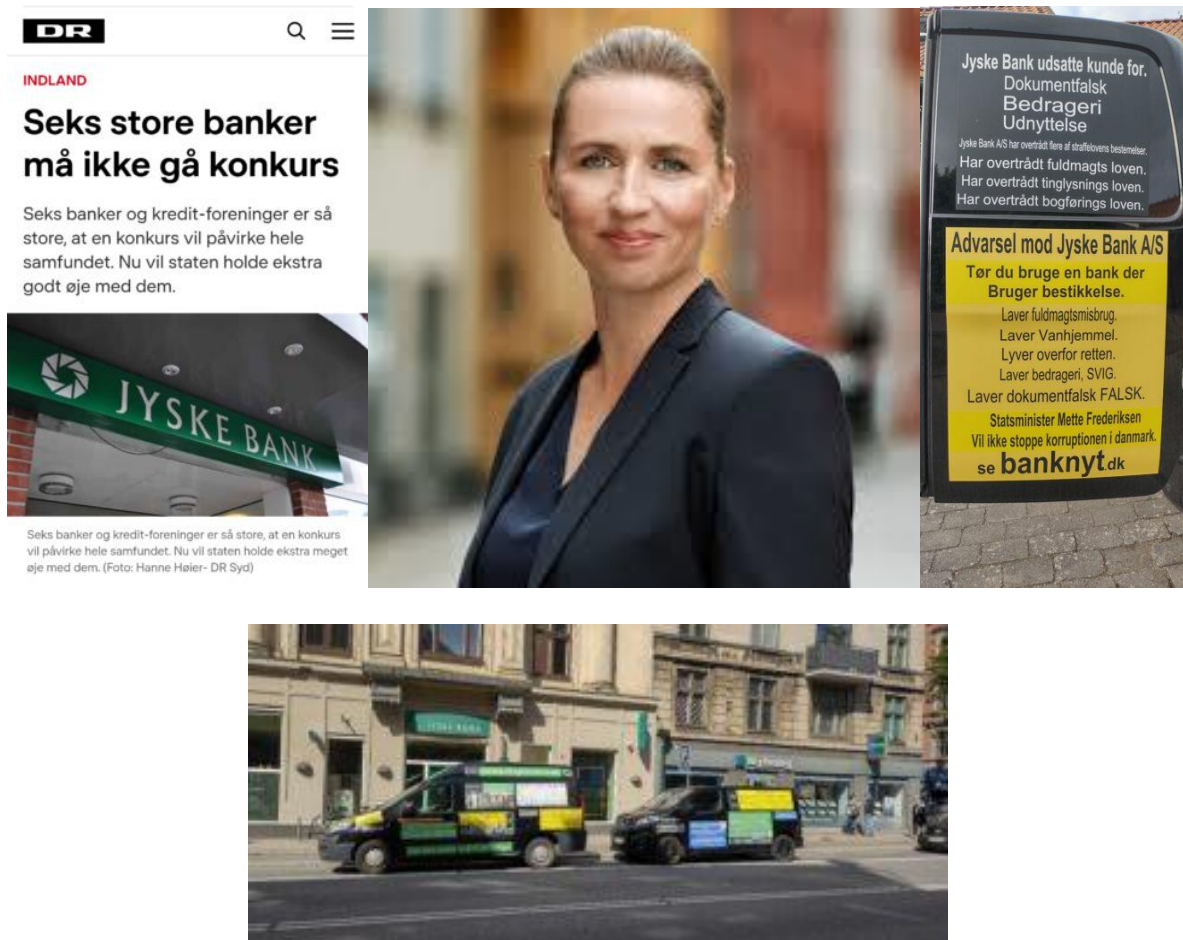 DR
INDLAND
Seks store banker
må ikke gå konkurs
Seks banker og kredit-foreninger er så
store, at en konkurs vil påvirke hele
samfundet. Nu vil staten holde ekstra
godt øje med dem.
JYSKE BANK
Seks banker og kredit-foreninger er så store, at en konkurs
vil påvirke hele samfundet. Nu vil staten holde ekstra meget
øje med dem. (Foto: Hanne Høier- DR Syd)
Jyske Bank udsatte kunde for.
Dokumentfalsk
Bedrageri
Udnyttelse
Jyske Bank A/S har overtrådt flere af straffelovens bestemmelser.
Har overtrådt fuldmagts loven.
Har overtrådt tinglysnings loven.
Har overtrådt bogførings loven.
Advarsel mod Jyske Bank A/S
Tør du bruge en bank der
Bruger bestikkelse.
Laver fuldmagtsmisbrug.
Laver Vanhjemmel.
Lyver overfor retten.
Laver bedrageri, SVIG.
Laver dokumentfalsk FALSK.
Statsminister Mette Frederiksen
Vil ikke stoppe korruptionen i danmark.
se banknyt.dk
JYSKE BANK